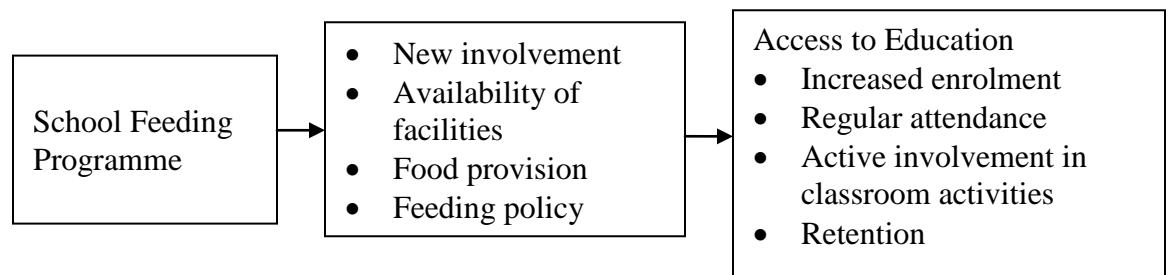 School Feeding
Programme
• New involvement
• Availability of
facilities
• Food provision
• Feeding policy
Access to Education
• Increased enrolment
• Regular attendance
• Active involvement in
classroom activities
• Retention